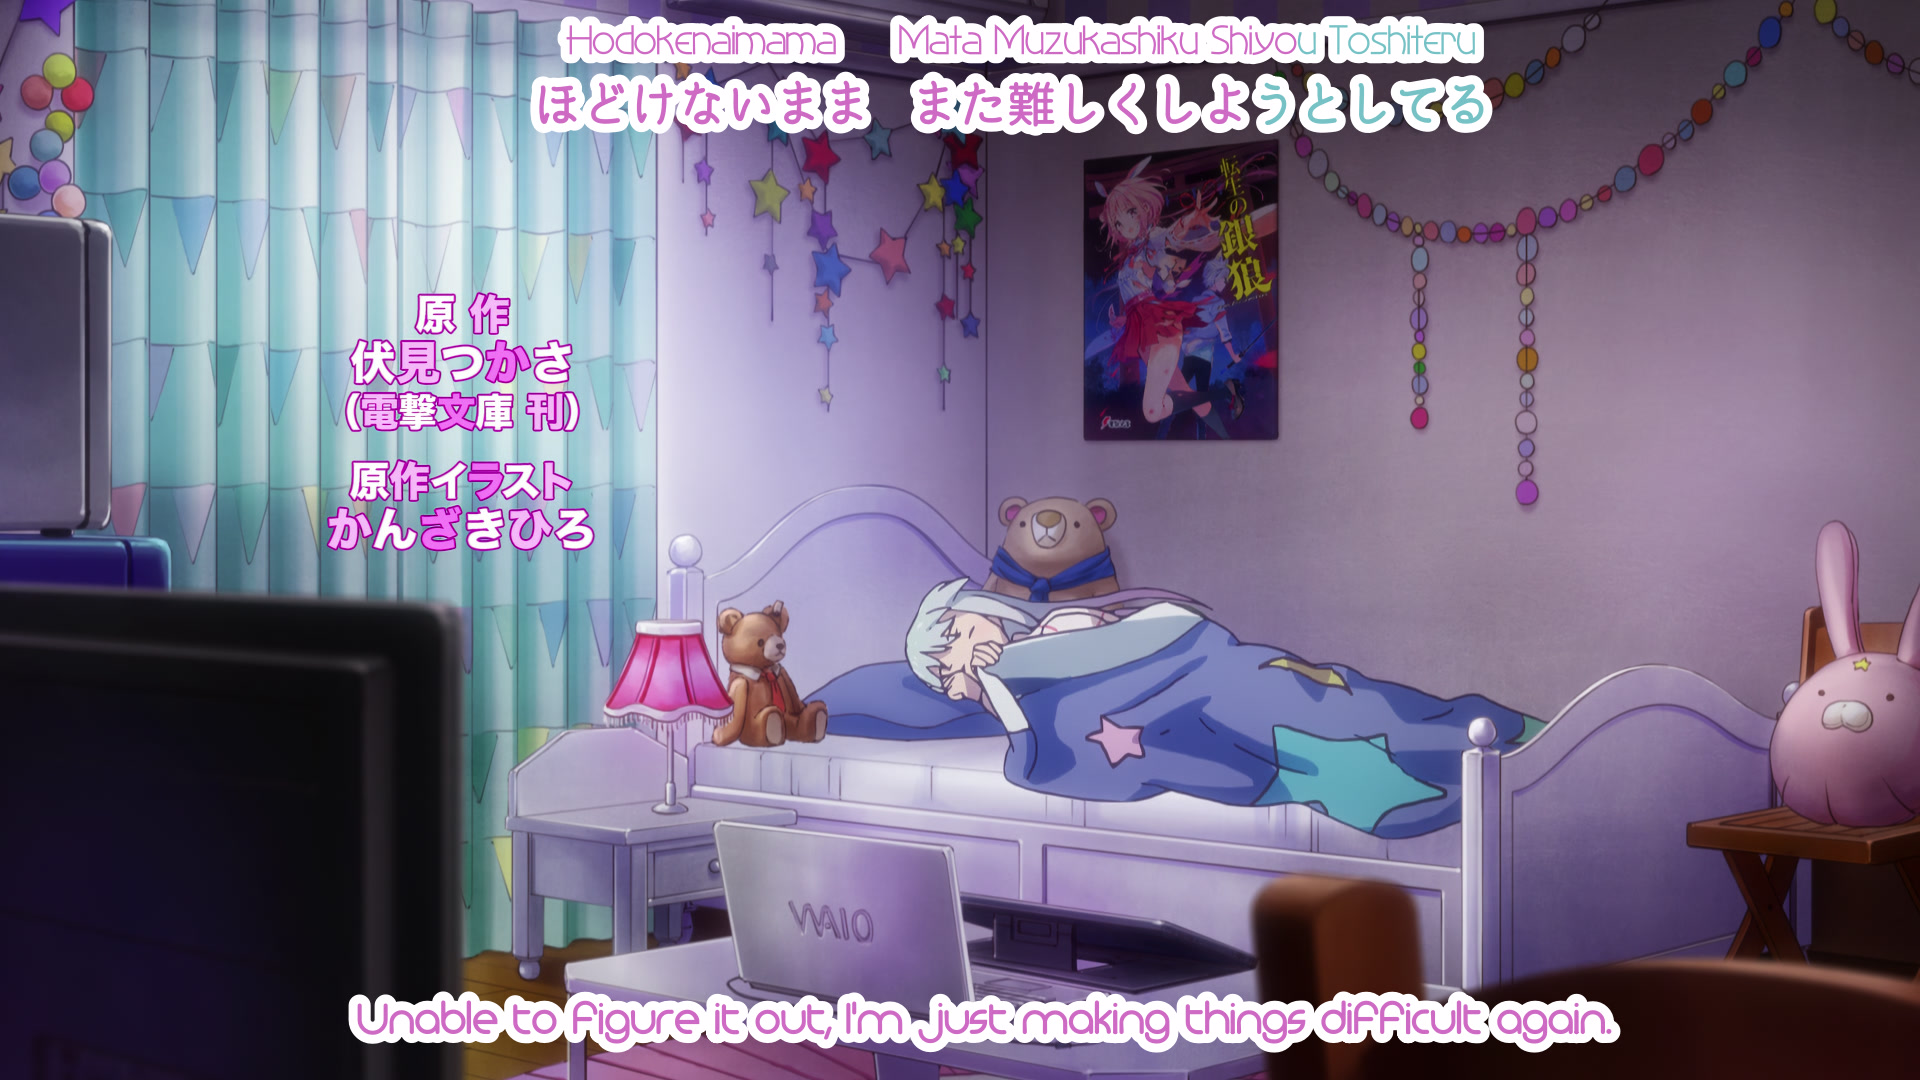 Hodokenaimama Mata Muzukashiku Shiyou Toshiteru
ほどけないまま また難しくしようとしてる
転生の
銀狼
原作
伏見つかさ
(電撃文庫 刊)
原作イラスト
かんざきひろ
WAIO
Unable to figure it out, I'm just making things difficult again.